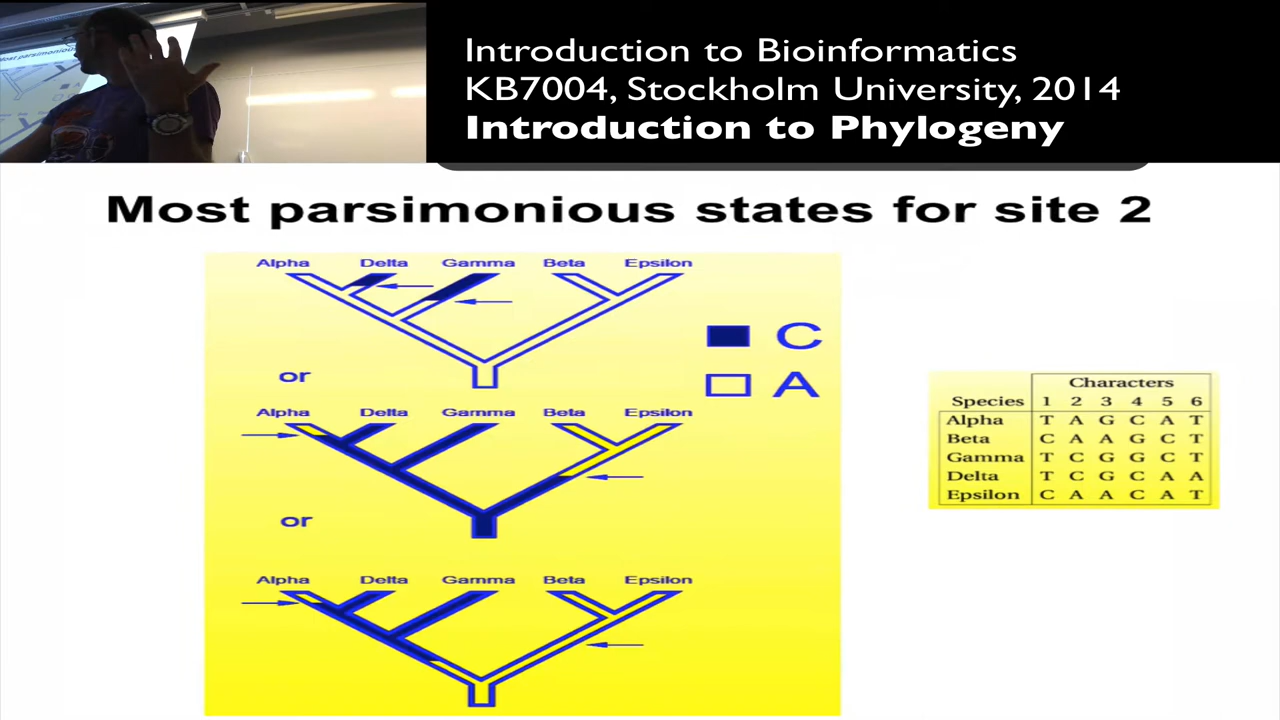 Introduction to Bioinformatics
KB7004, Stockholm University, 2014
Introduction to Phylogeny
Most parsimonious states for site 2
Alpha Delta Gamma Beta Epsilon
C
A
or
Alpha Delta Gamma Beta Epsilon
or
Alpha Delta Gamma Beta Epsilon
Characters
Species 1 2 3 4 5 6
Alpha T A G C A T
Beta C A A G C T
Gamma T C G G C T
Delta T C G C A A
Epsilon C A A C A T